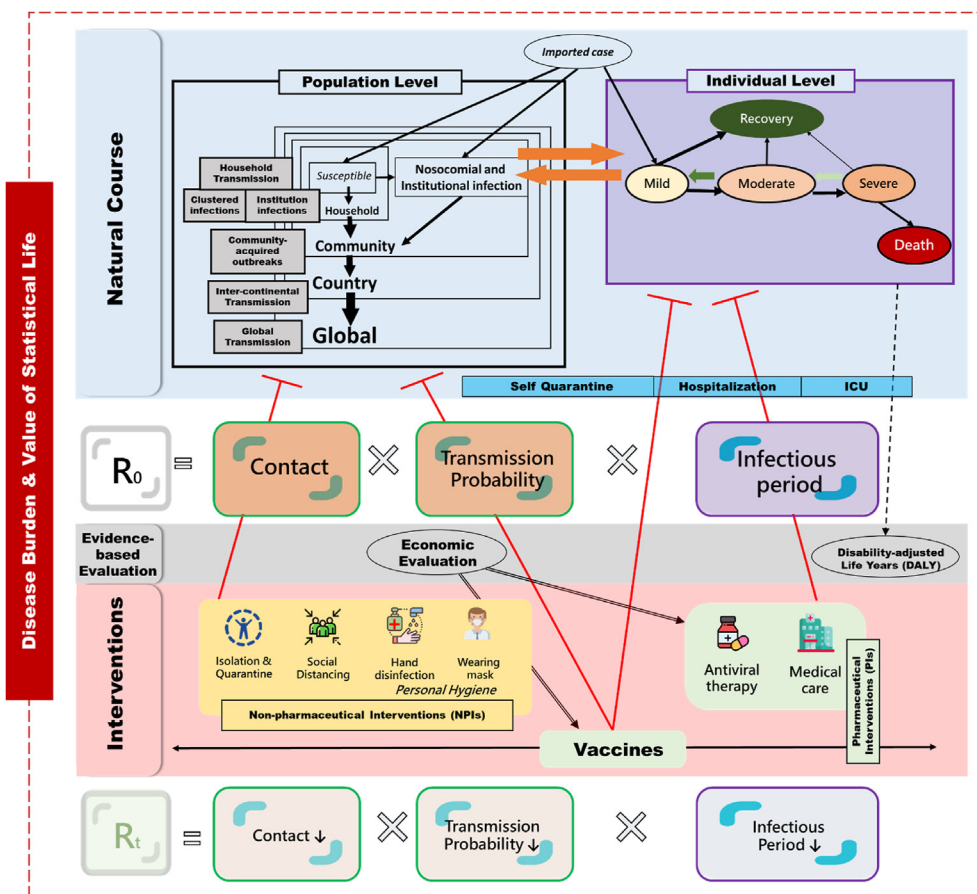 Disease Burden & Value of Statistical Life
Natural Course
Imported case
Population Level
Household
Transmission
Clustered
infections
Institution
infections
Community-
acquired
outbreaks
Inter-continental
Transmission
Global
Transmission
Susceptible
Nosocomial and
Institutional infection
Household
Community
Country
Global
Individual Level
Recovery
Mild
Moderate
Severe
Death
Self Quarantine
Hospitalization
ICU
R0
=
Contact
Transmission
Probability
Infectious
period
Evidence-
based
Evaluation
Economic
Evaluation
Disability-adjusted
Life Years (DALY)
Interventions
Isolation &
Quarantine
Social
Distancing
Hand
disinfection
Wearing
mask
Personal Hygiene
Non-pharmaceutical Interventions (NPIs)
Antiviral
therapy
Medical
care
Pharmaceutical
Interventions (PIs)
Vaccines
Rt
=
Contact ↓
Transmission
Probability ↓
Infectious
Period ↓